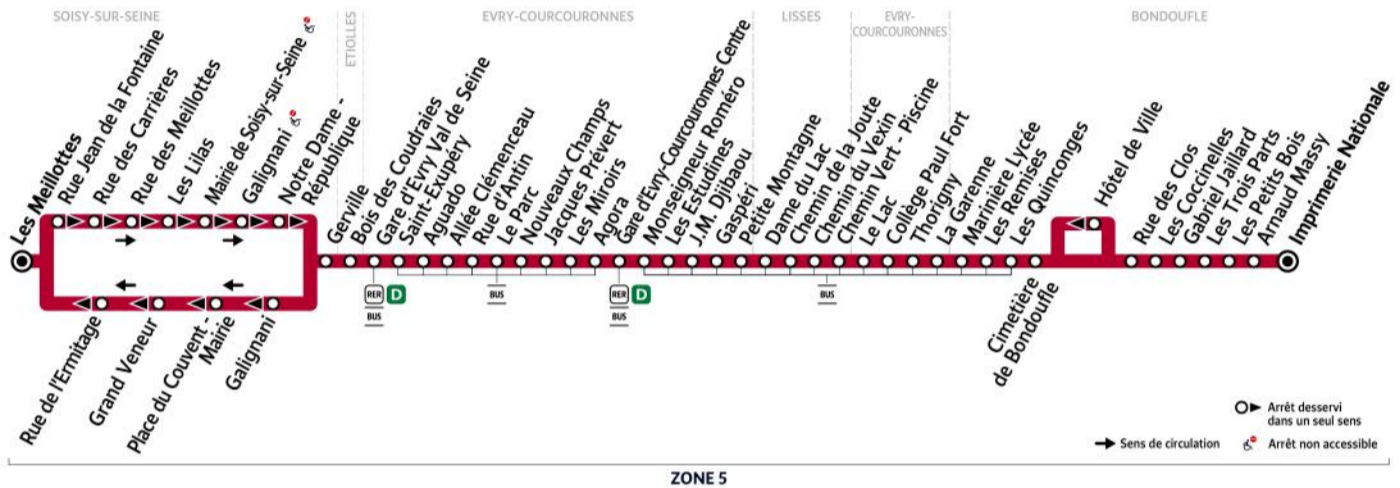 SOISY-SUR-SEINE
ETIOLLES
EVRY-COURCOURONNES
LISSES
EVRY-
COURCOURONNES
BONDOUFLE
Les Meillottes
Rue Jean de la Fontaine
Rue des Carrières
Rue des Meillottes
Les Lilas
Mairie de Soisy-sur-Seine
Galignani
Notre Dame -
République
Gerville
Bois des Coudraies
Gare d'Evry Val de Seine
Saint-Exupéry
Aguado
Allée Clémenceau
Rue d'Antin
Le Parc
Nouveaux Champs
Jacques Prévert
Les Miroirs
Agora
Gare d'Evry-Courcouronnes Centre
Monseigneur Roméro
Les Estudines
J.M. Djibaou
Gaspéri
Petite Montagne
Dame du Lac
Chemin de la Joute
Chemin du Vexin
Chemin Vert - Piscine
Le Lac
Collège Paul Fort
Thorigny
La Garenne
Marinière Lycée
Les Remises
Les Quinconges
Cimetière
de Bondoufle
Hôtel de Ville
Rue des Clos
Les Coccinelles
Gabriel Jaillard
Les Trois Parts
Les Petits Bois
Arnaud Massy
Imprimerie Nationale
Rue de l'Ermitage
Grand Veneur
Place du Couvent -
Mairie
Galignani
RER D
BUS
BUS
RER D
BUS
BUS
Arrêt desservi
dans un seul sens
Sens de circulation
Arrêt non accessible
ZONE 5